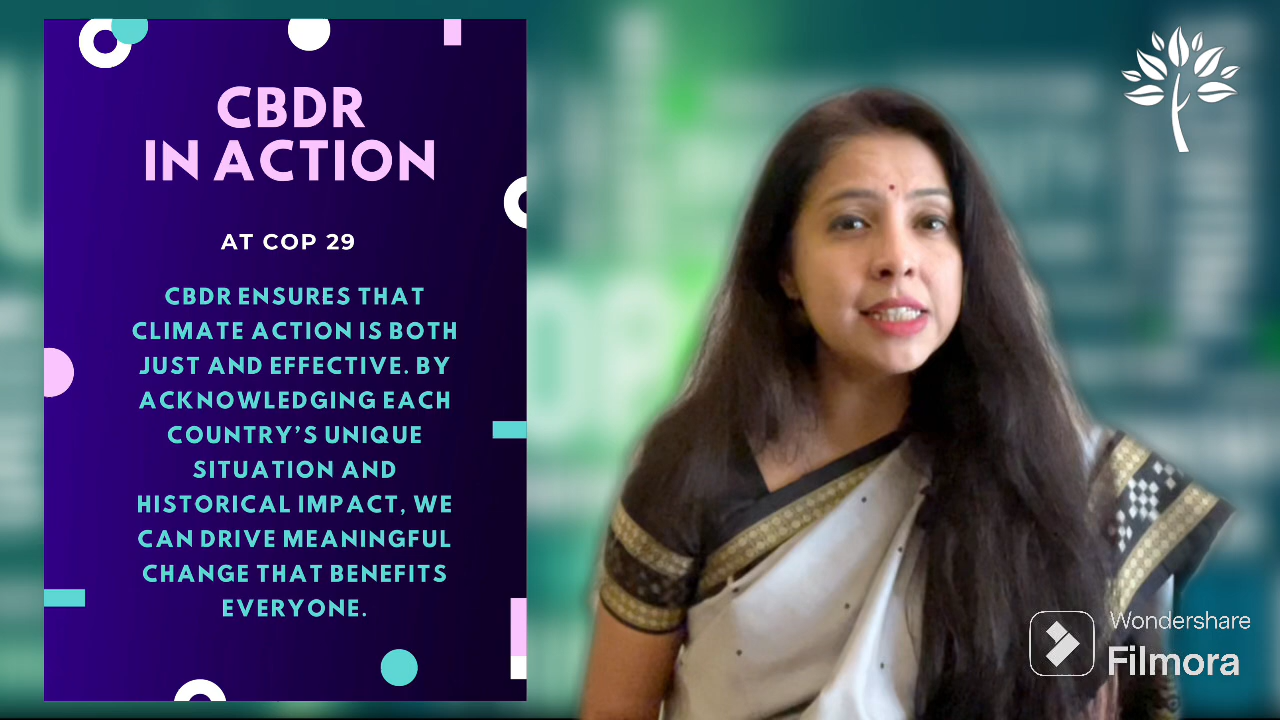 CBDR
IN ACTION
AT COP 29
CBDR ENSURES THAT
CLIMATE ACTION IS BOTH
JUST AND EFFECTIVE. BY
ACKNOWLEDGING EACH
COUNTRY'S UNIQUE
SITUATION AND
HISTORICAL IMPACT, WE
CAN DRIVE MEANINGFUL
CHANGE THAT BENEFITS
EVERYONE.
Wondershare
Filmora